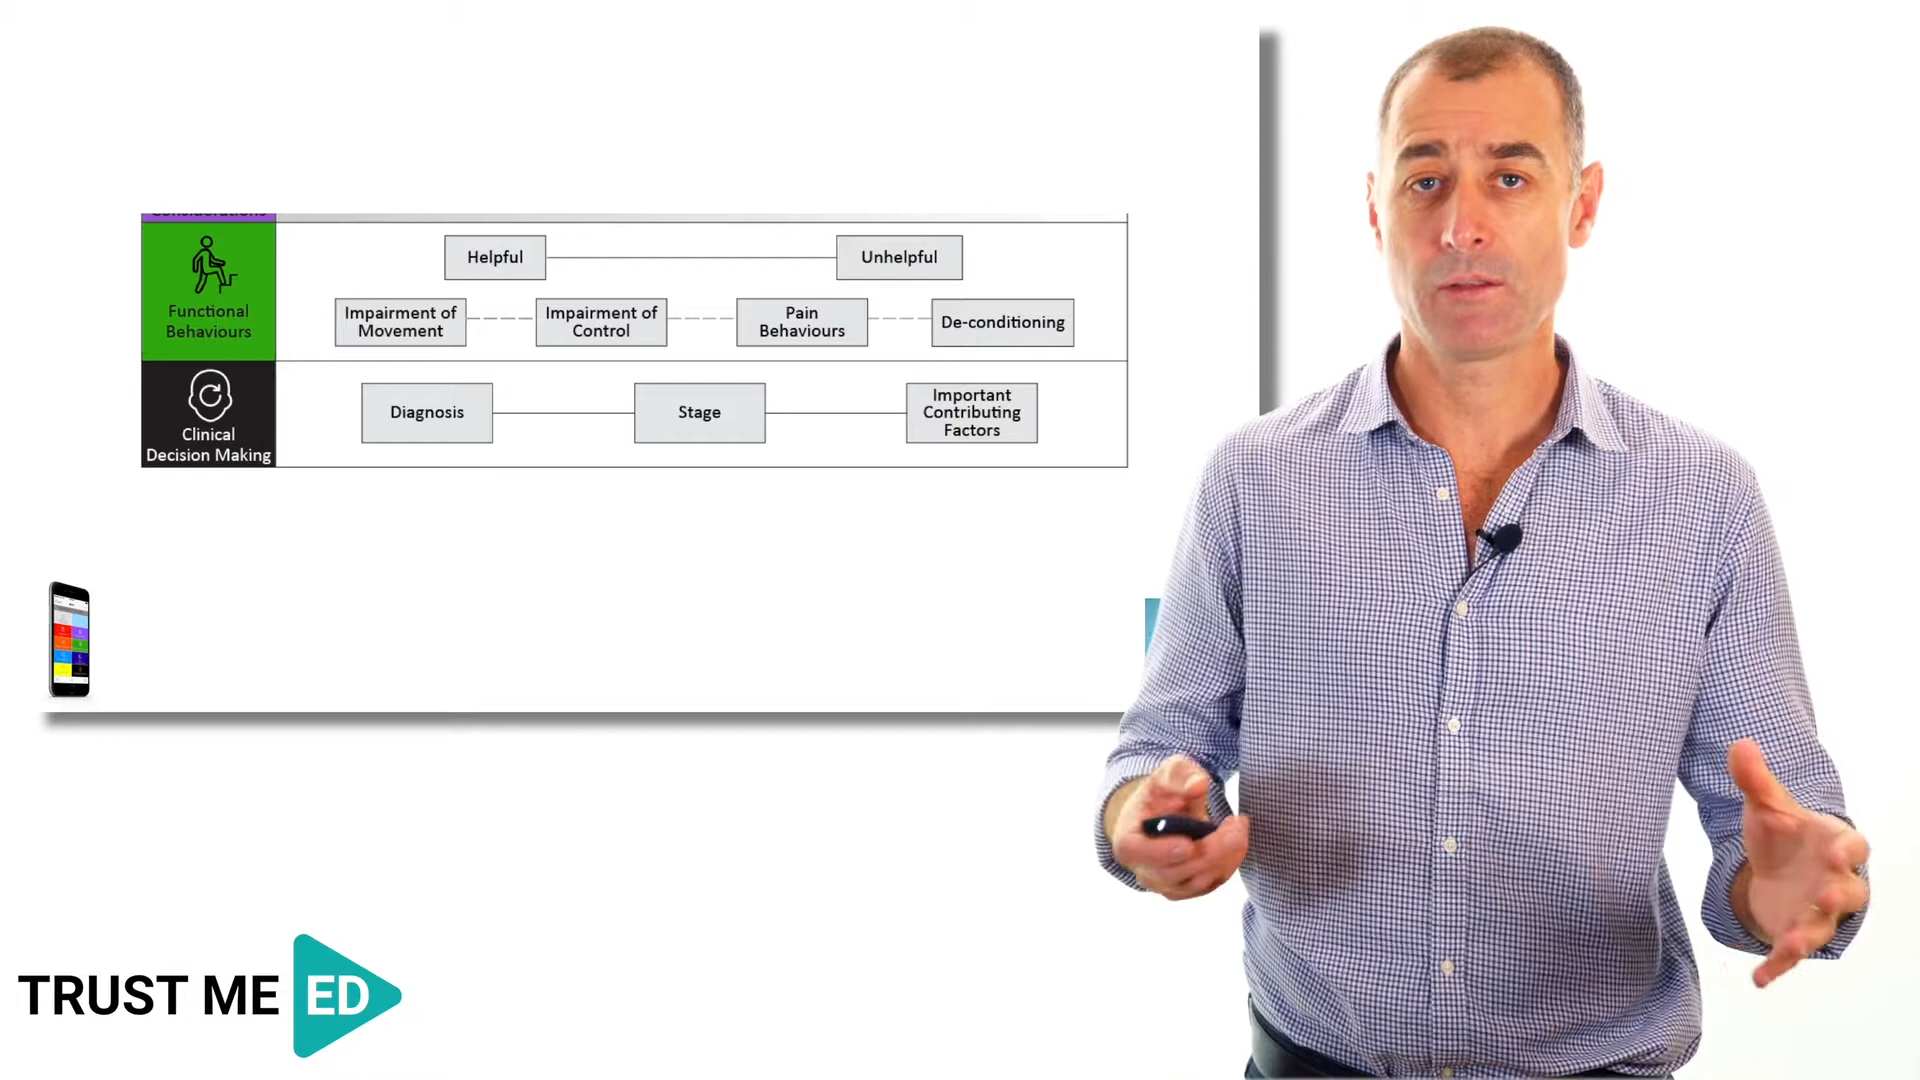 Considerations
Helpful
Unhelpful
Functional
Behaviours
Impairment of
Movement
Impairment of
Control
Pain
Behaviours
De-conditioning
Clinical
Decision Making
Diagnosis
Stage
Important
Contributing
Factors
TRUST ME ED